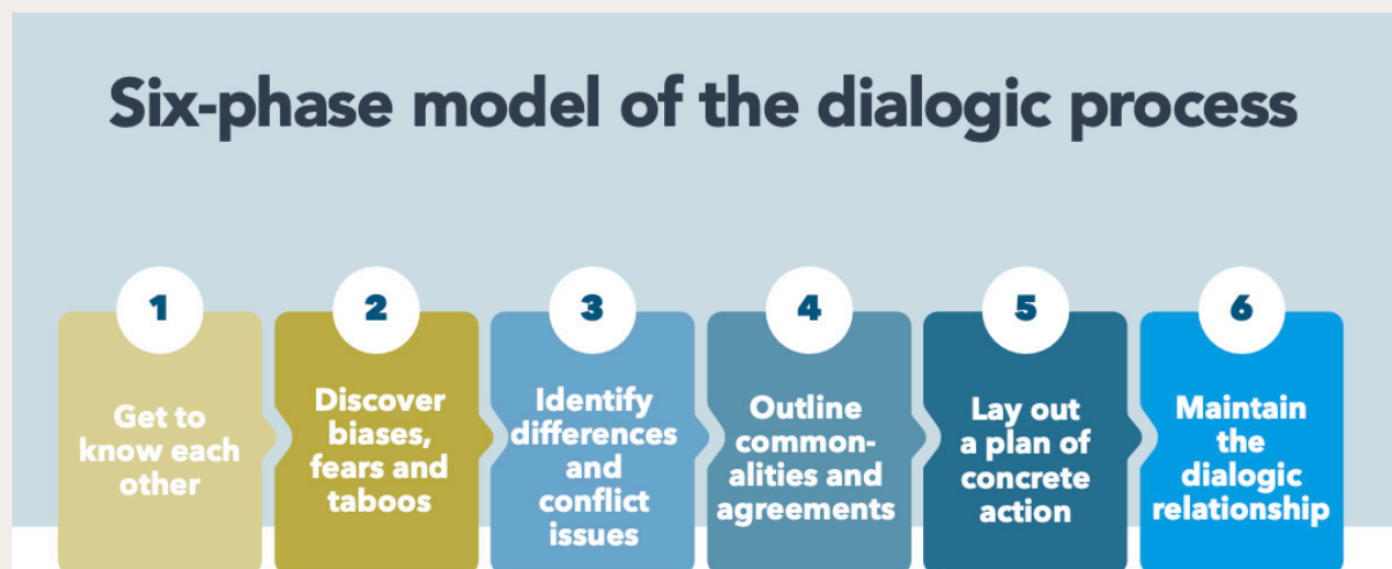 Six-phase model of the dialogic process
1
Get to
know each
other
2
Discover
biases,
fears and
taboos
3
Identify
differences
and
conflict
issues
4
Outline
common-
alities and
agreements
5
Lay out
a plan of
concrete
action
6
Maintain
the
dialogic
relationship